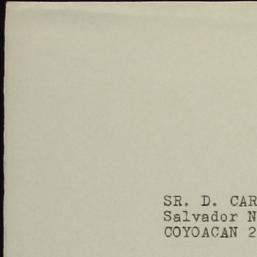 SR. D. CAR
Salvador N
COYOACAN 2